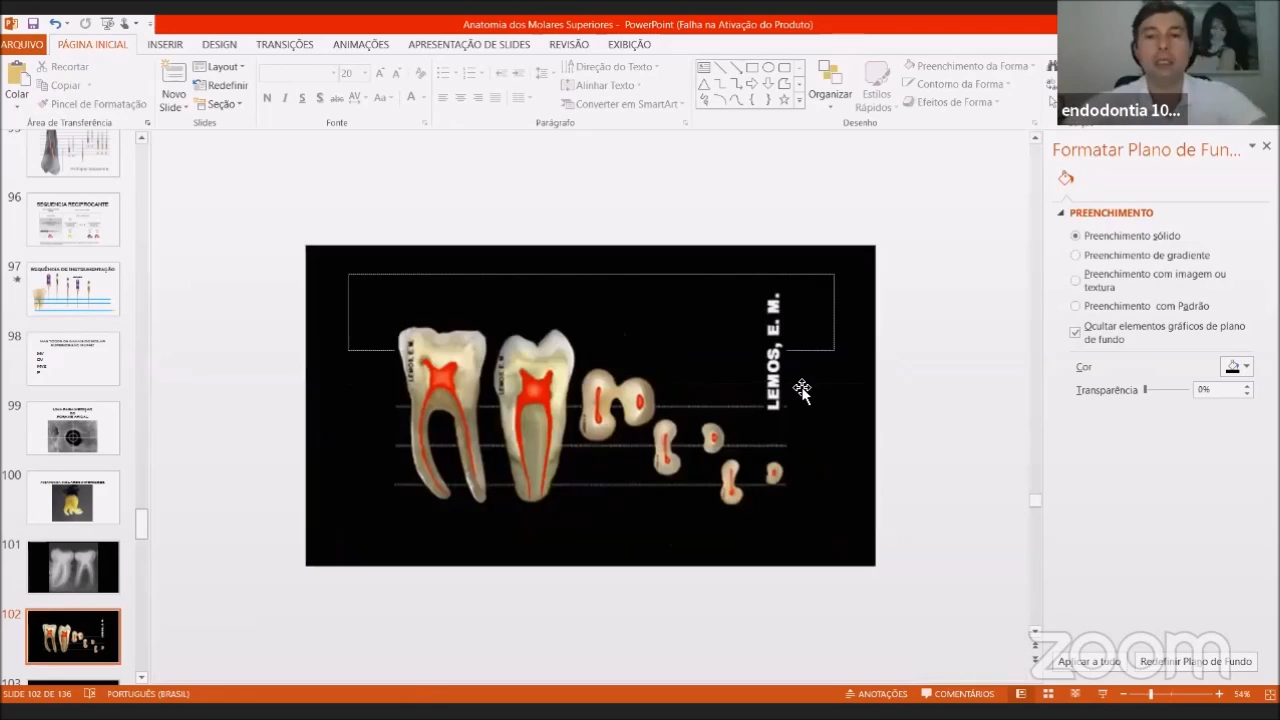 Anatomia dos Molares Superiores - PowerPoint (Falha na Ativação do Produto)
ARQUIVO PÁGINA INICIAL INSERIR DESIGN TRANSIÇÕES ANIMAÇÕES APRESENTAÇÃO DE SLIDES REVISÃO EXIBIÇÃO
Colar
Recortar
Copiar
Pincel de Formatação
Área de Transferência
Novo
Slide
Layout
Redefinir
Seção
Slides
20
N I S S abc AV Aa A
Fonte
Direção do Texto
Alinhar Texto
Converter em SmartArt
Parágrafo
Organizar
Estilos
Rápidos
Preenchimento da Forma
Contorno da Forma
Efeitos de Forma
Desenho
endodontia 10...
96
SEQUENCIA RECIPROCANTE
97
98
99
100
101
102
LEMOS, E. M.
Formatar Plano de Fun...
PREENCHIMENTO
Preenchimento sólido
Preenchimento de gradiente
Preenchimento com imagem ou
textura
Preenchimento com Padrão
Ocultar elementos gráficos de plano
de fundo
Cor
Transparência 0%
zoom
Aplicar a tudo Redefinir Plano de Fundo
SLIDE 102 DE 136 PORTUGUÊS (BRASIL) ANOTAÇÕES COMENTÁRIOS 54%